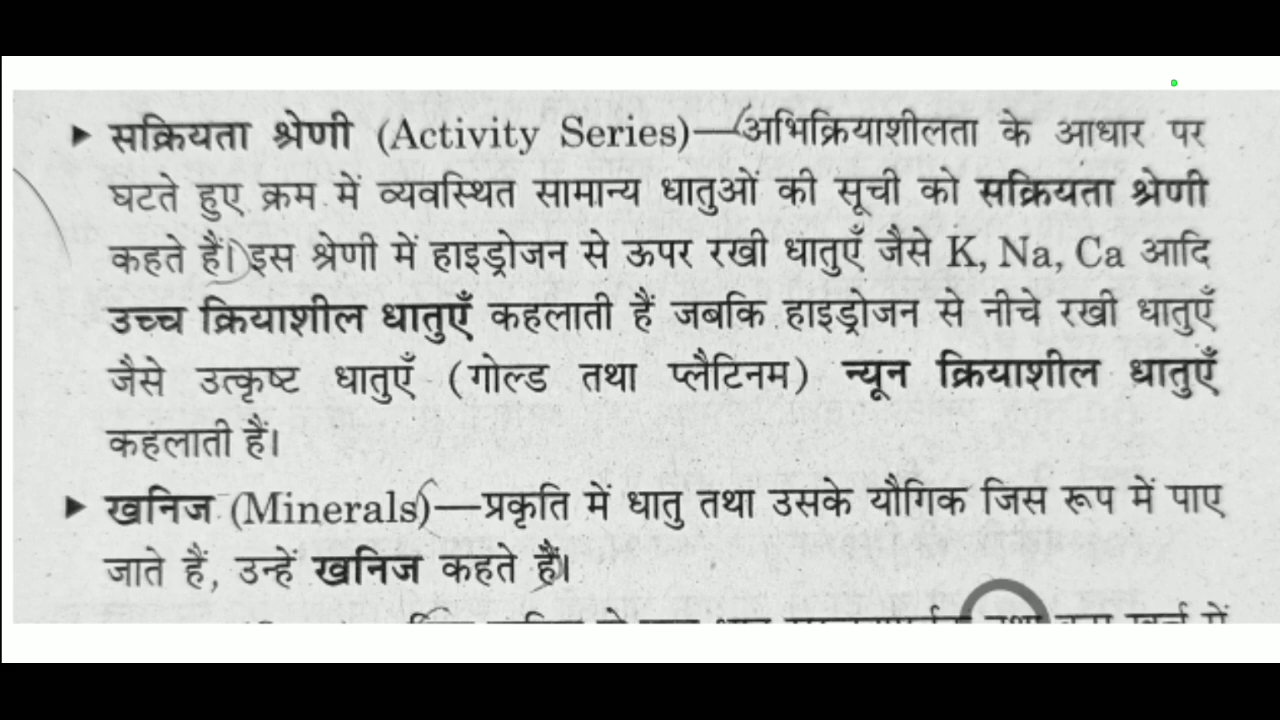 ▶ सक्रियता श्रेणी (Activity Series)—अभिक्रियाशीलता के आधार पर
घटते हुए क्रम में व्यवस्थित सामान्य धातुओं की सूची को सक्रियता श्रेणी
कहते हैं। इस श्रेणी में हाइड्रोजन से ऊपर रखी धातुएँ जैसे K, Na, Ca आदि
उच्च क्रियाशील धातुएँ कहलाती हैं जबकि हाइड्रोजन से नीचे रखी धातुएँ
जैसे उत्कृष्ट धातुएँ (गोल्ड तथा प्लैटिनम) न्यून क्रियाशील धातुएँ
कहलाती हैं।
▶ खनिज (Minerals)—प्रकृति में धातु तथा उसके यौगिक जिस रूप में पाए
जाते हैं, उन्हें खनिज कहते हैं।